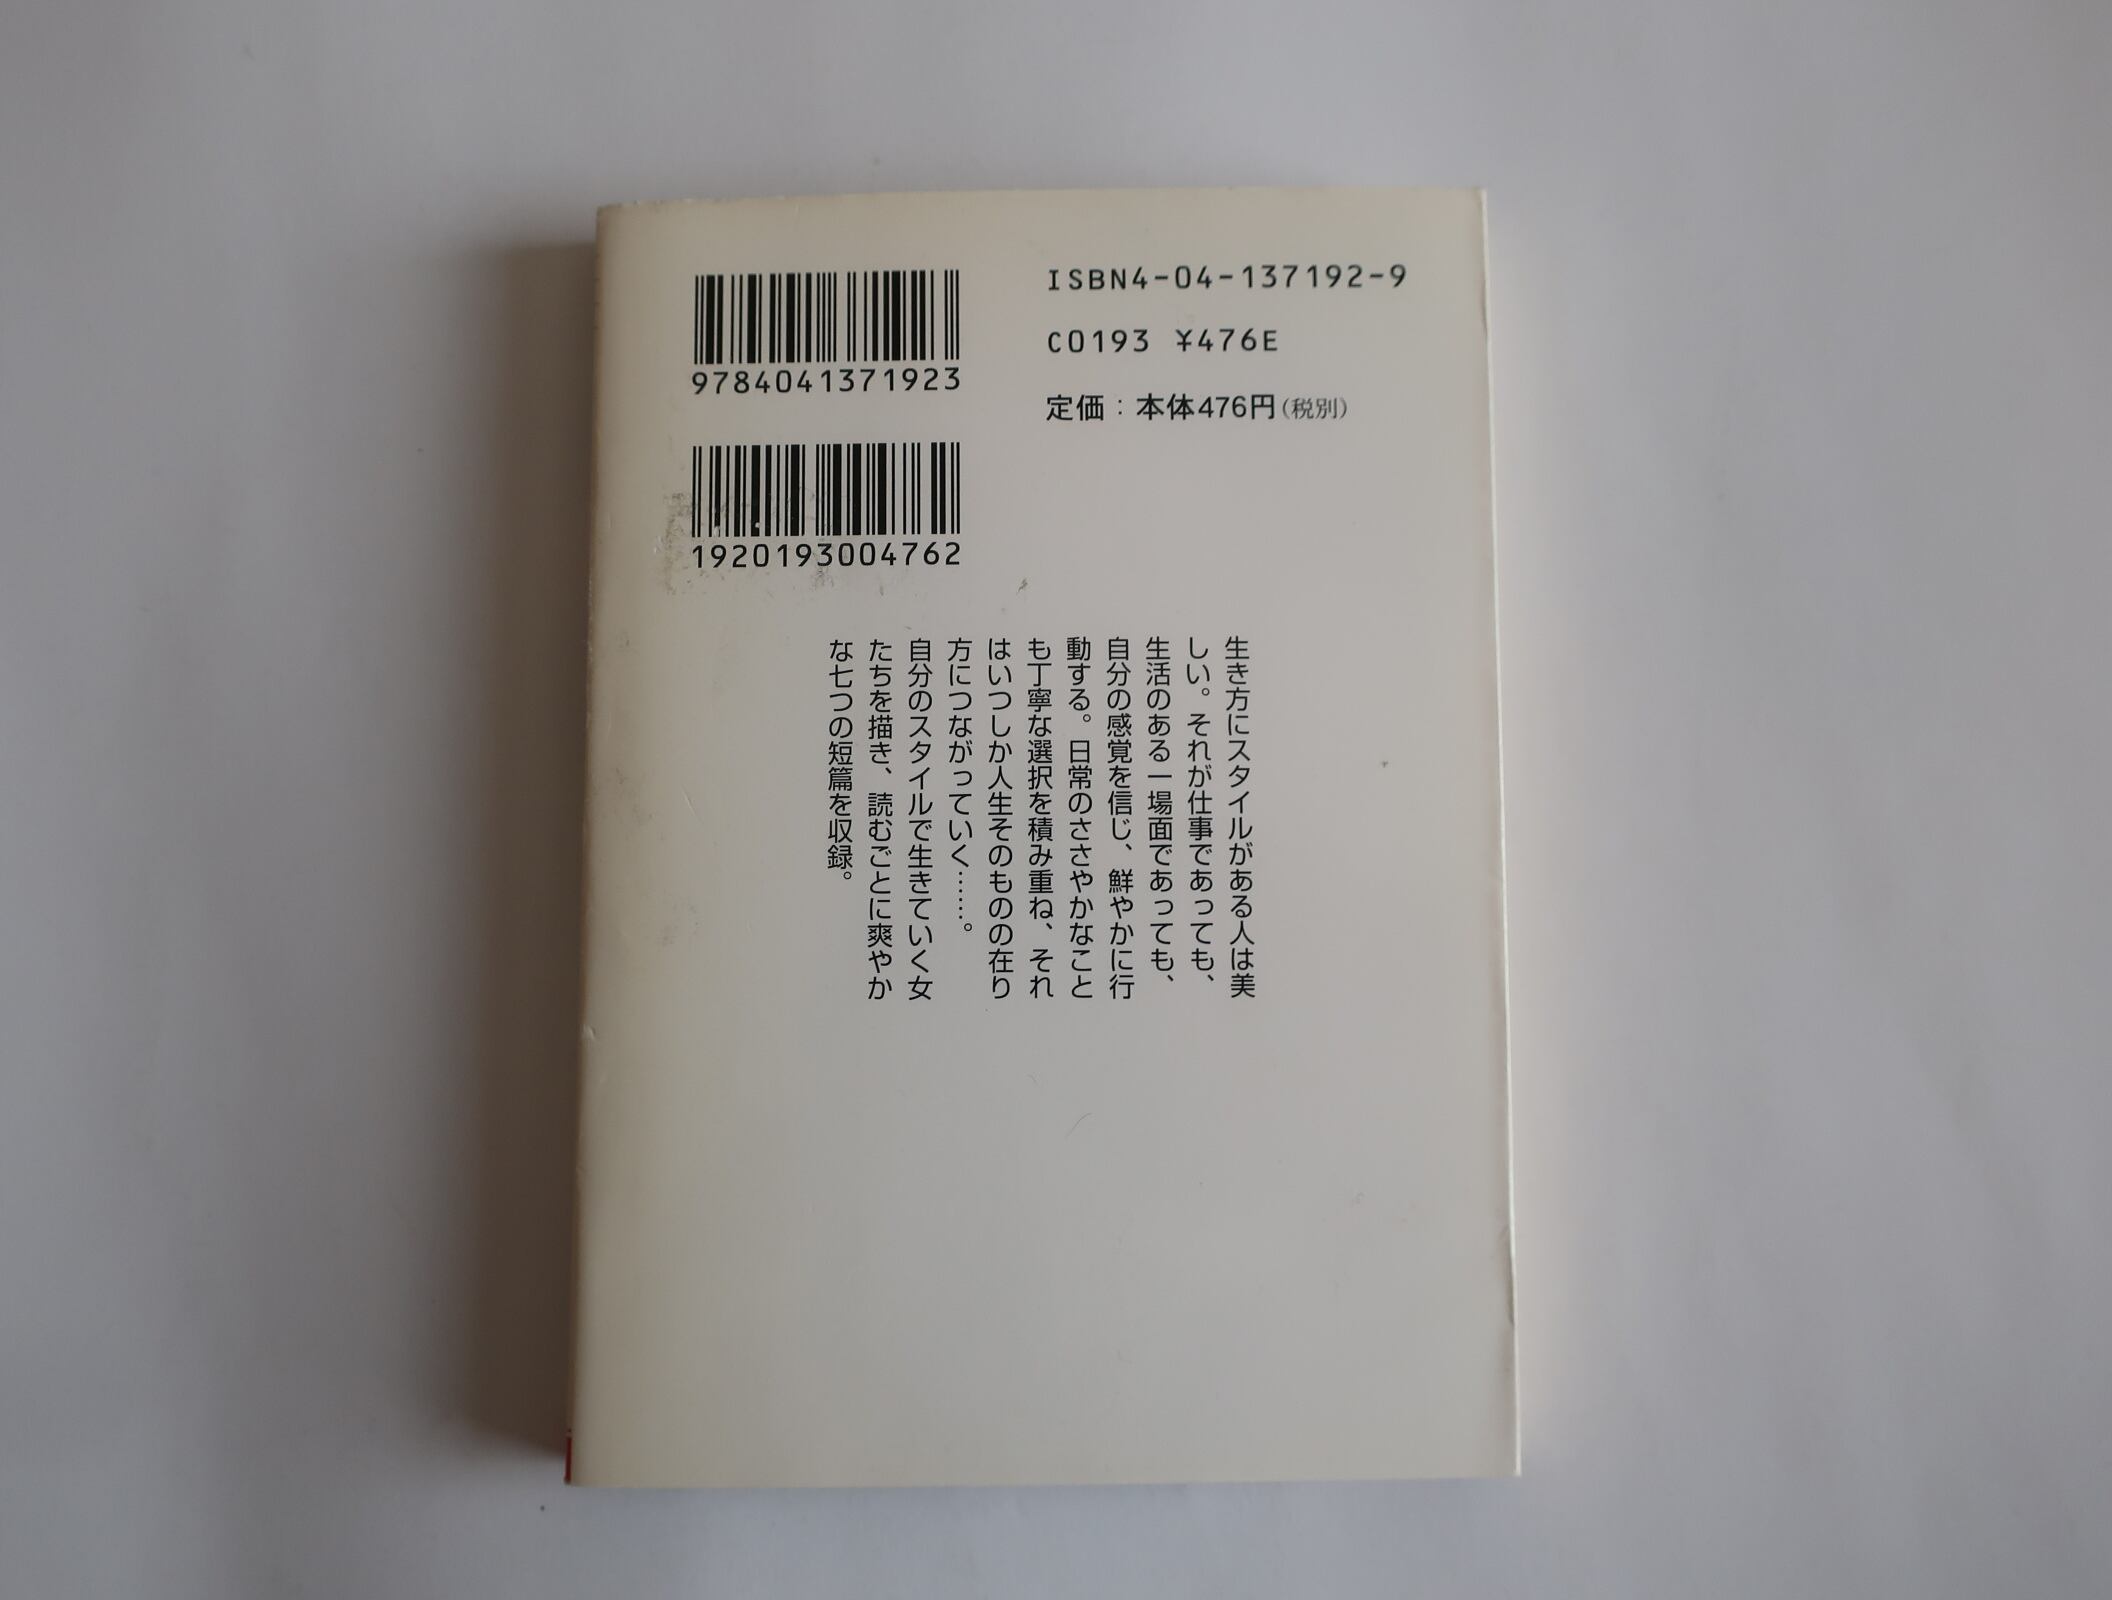 9784041371923
1920193004762
ISBN4-04-137192-9
C0193 ¥476E
定価：本体476円（税別）
生き方にスタイルがある人は美
しい。それが仕事であっても、
生活のある一場面であっても、
自分の感覚を信じ、鮮やかに行
動する。日常のささやかなこと
も丁寧な選択を積み重ね、それ
はいつしか人生そのものの在り
方につながっていく……。
自分のスタイルで生きていく女
たちを描き、読むごとに爽やか
な七つの短篇を収録。